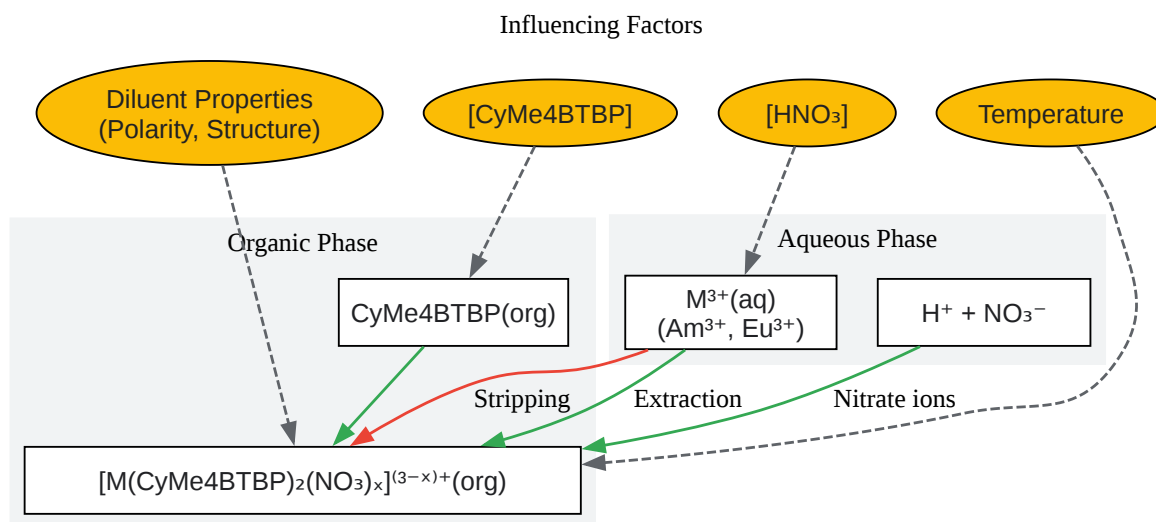 Influencing Factors
Diluent Properties
(Polarity, Structure)
[CyMe4BTBP]
[HNO₃]
Temperature
Organic Phase
Aqueous Phase
CyMe4BTBP(org)
M³⁺(aq)
(Am³⁺, Eu³⁺)
H⁺ + NO₃⁻
Stripping
Extraction
Nitrate ions
[M(CyMe4BTBP)₂(NO₃)ₓ]⁽³⁻ˣ⁾⁺(org)